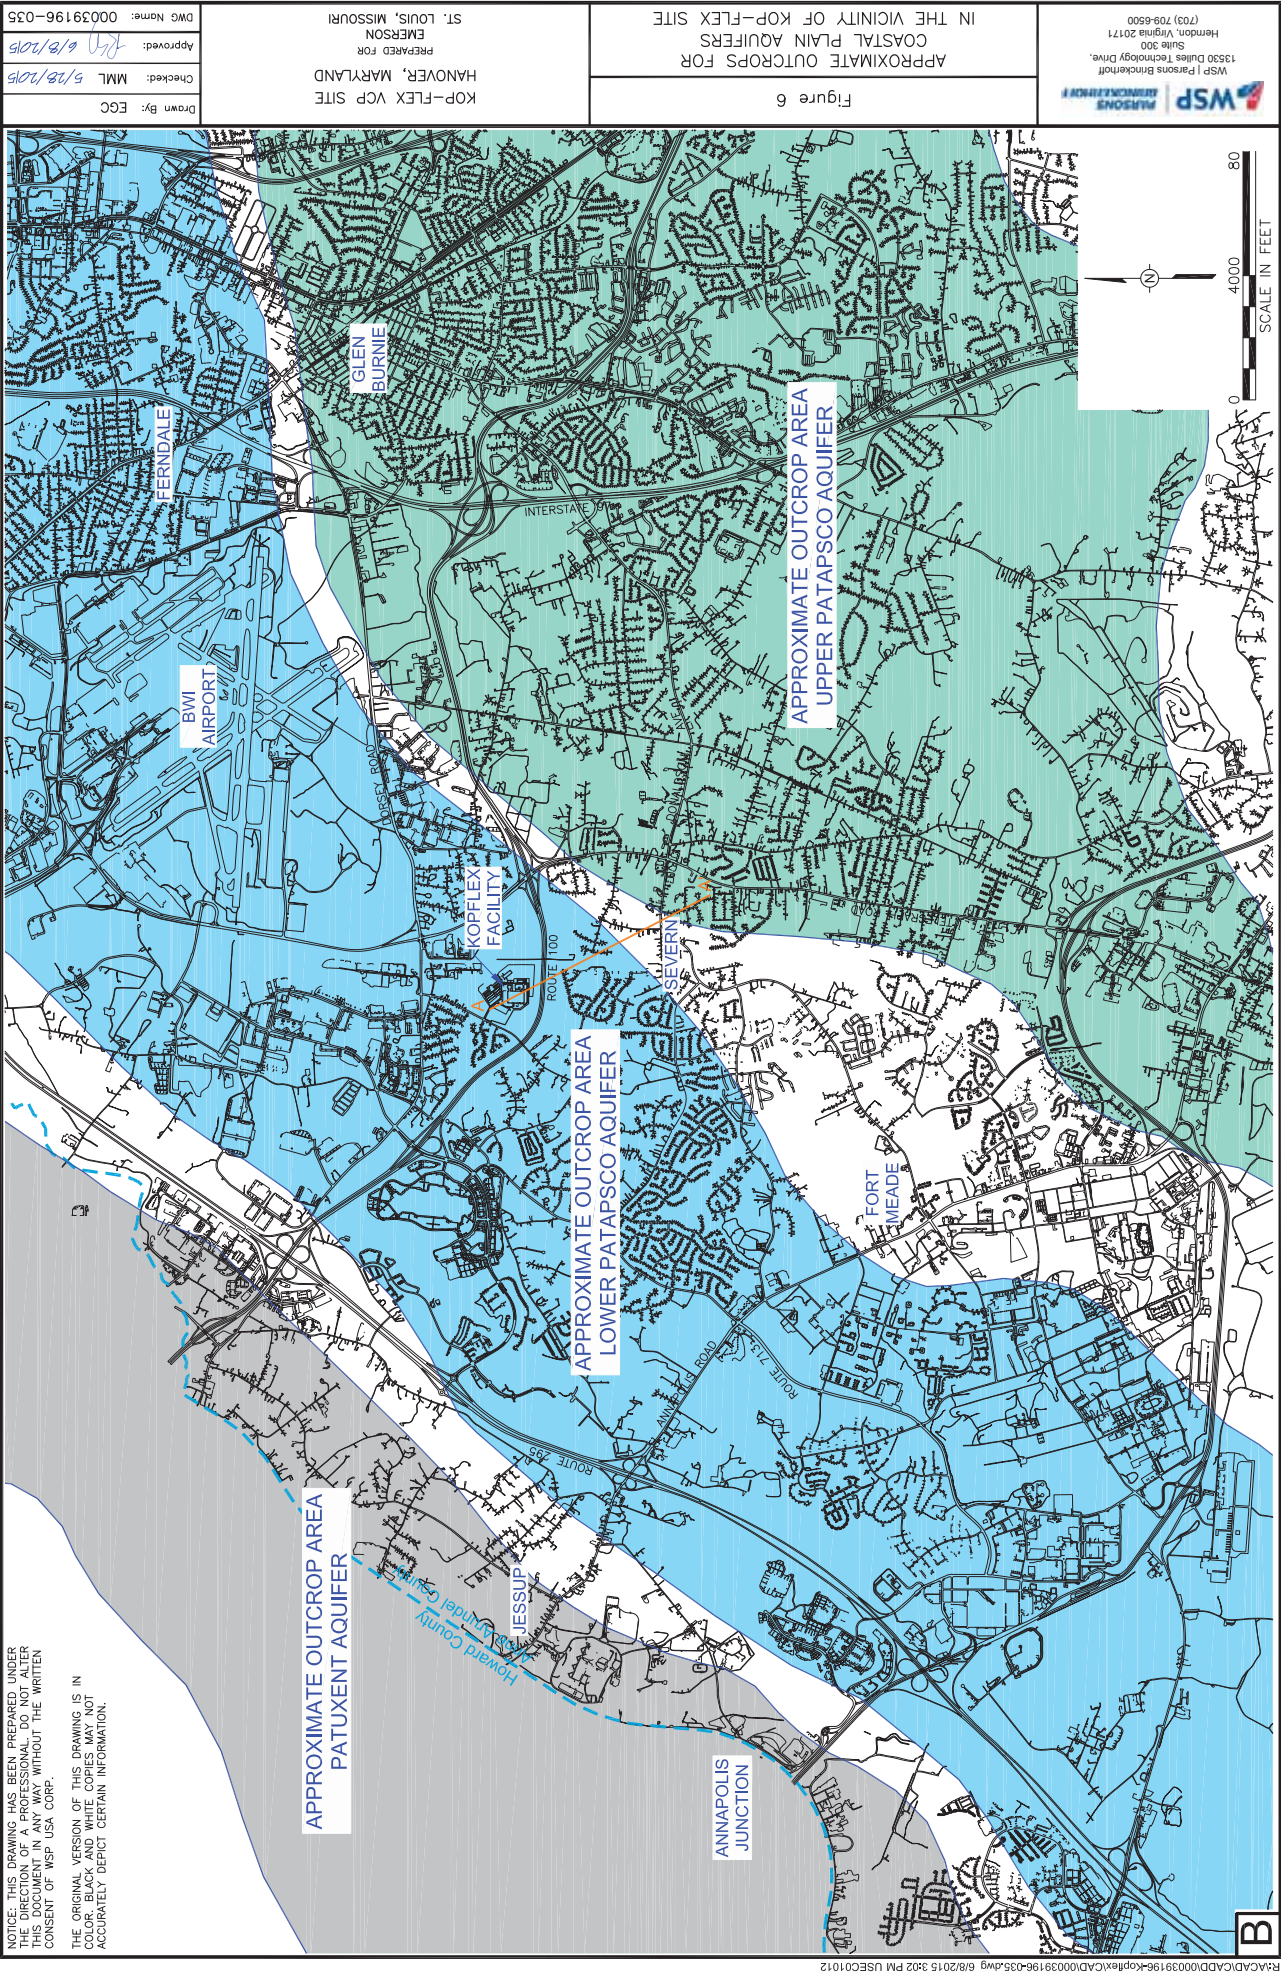 NOTICE: THIS DRAWING HAS BEEN PREPARED UNDER
THE DIRECTION OF A PROFESSIONAL. DO NOT ALTER
THIS DOCUMENT IN ANY WAY WITHOUT THE WRITTEN
CONSENT OF WSP USA CORP.
THE ORIGINAL VERSION OF THIS DRAWING IS IN
COLOR. BLACK AND WHITE COPIES MAY NOT
ACCURATELY DEPICT CERTAIN INFORMATION.
APPROXIMATE OUTCROP AREA
PATUXENT AQUIFER
Howard County
Anne Arundel County
JESSUP
ANNAPOLIS
JUNCTION
APPROXIMATE OUTCROP AREA
LOWER PATAPSCO AQUIFER
ROUTE 295
ANNAPOLIS ROAD
ROUTE 713
FORT
MEADE
KOPFLEX
FACILITY
ROUTE 100
SEVERN
A
A'
BWI
AIRPORT
DORSEY ROAD
FERNDALE
GLEN
BURNIE
INTERSTATE 97
APPROXIMATE OUTCROP AREA
UPPER PATAPSCO AQUIFER
N
0
4000
80
SCALE IN FEET
B
WSP
PARSONS
BRINCKERHOFF
WSP | Parsons Brinckerhoff
13530 Dulles Technology Drive,
Suite 300
Herndon, Virginia 20171
(703) 709-6500
Figure 6
APPROXIMATE OUTCROPS FOR
COASTAL PLAIN AQUIFERS
IN THE VICINITY OF KOP-FLEX SITE
KOP-FLEX VCP SITE
HANOVER, MARYLAND
PREPARED FOR
EMERSON
ST. LOUIS, MISSOURI
Drawn By: EGC
Checked: MML 5/28/2015
Approved: 6/8/2015
DWG Name: 00039196-035
R:\ACAD\CADD\00039196-Kopflex\CAD\00039196-035.dwg 6/8/2015 3:02 PM USEC01012